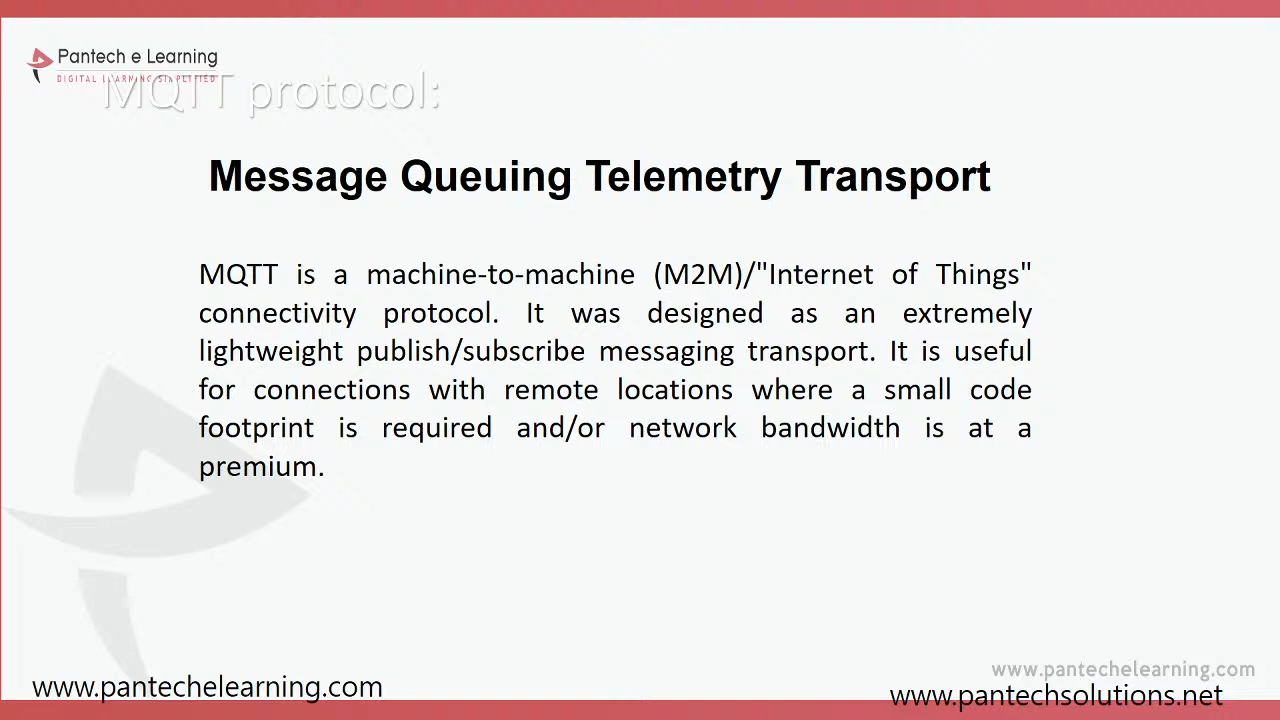 Pantech e Learning
DIGITAL LEARNING SIMPLIFIED
MQTT protocol:
Message Queuing Telemetry Transport
MQTT is a machine-to-machine (M2M)/"Internet of Things"
connectivity protocol. It was designed as an extremely
lightweight publish/subscribe messaging transport. It is useful
for connections with remote locations where a small code
footprint is required and/or network bandwidth is at a
premium.
www.pantechelearning.com
www.pantechelearning.com
www.pantechsolutions.net